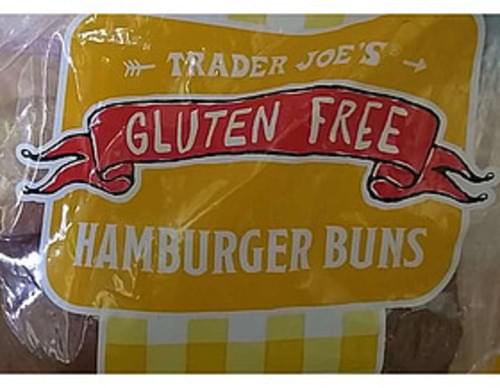 TRADER JOE'S
GLUTEN FREE
HAMBURGER BUNS